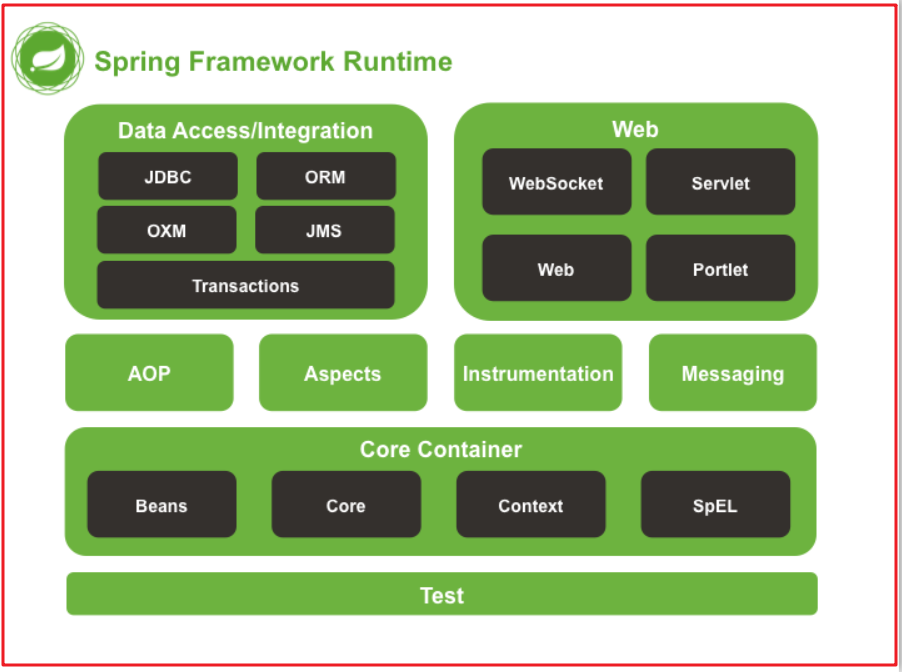 Spring Framework Runtime
Data Access/Integration
JDBC
ORM
OXM
JMS
Transactions
Web
WebSocket
Servlet
Web
Portlet
AOP
Aspects
Instrumentation
Messaging
Core Container
Beans
Core
Context
SpEL
Test